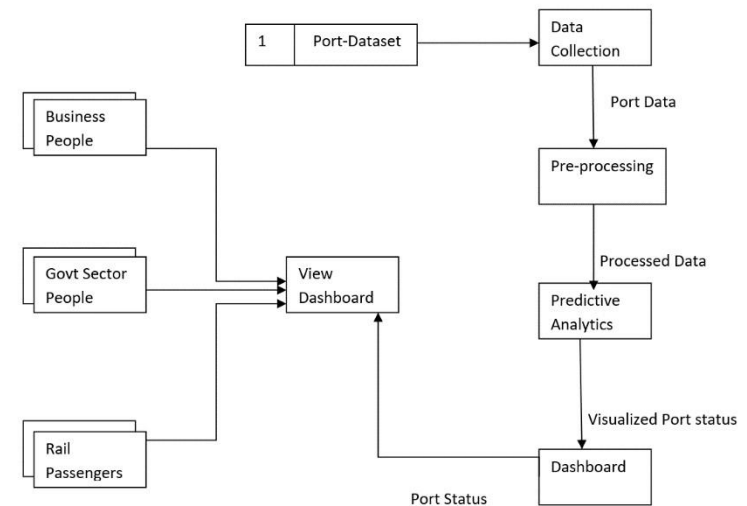 1 Port-Dataset
Data
Collection
Port Data
Business
People
Pre-processing
Processed Data
Govt Sector
People
View
Dashboard
Predictive
Analytics
Visualized Port status
Rail
Passengers
Dashboard
Port Status